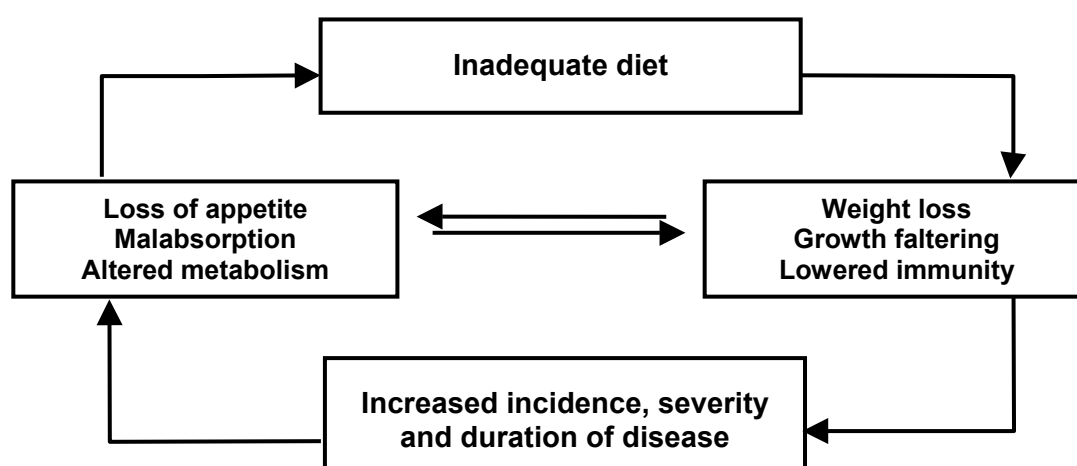 Inadequate diet
Loss of appetite
Malabsorption
Altered metabolism
Weight loss
Growth faltering
Lowered immunity
Increased incidence, severity
and duration of disease